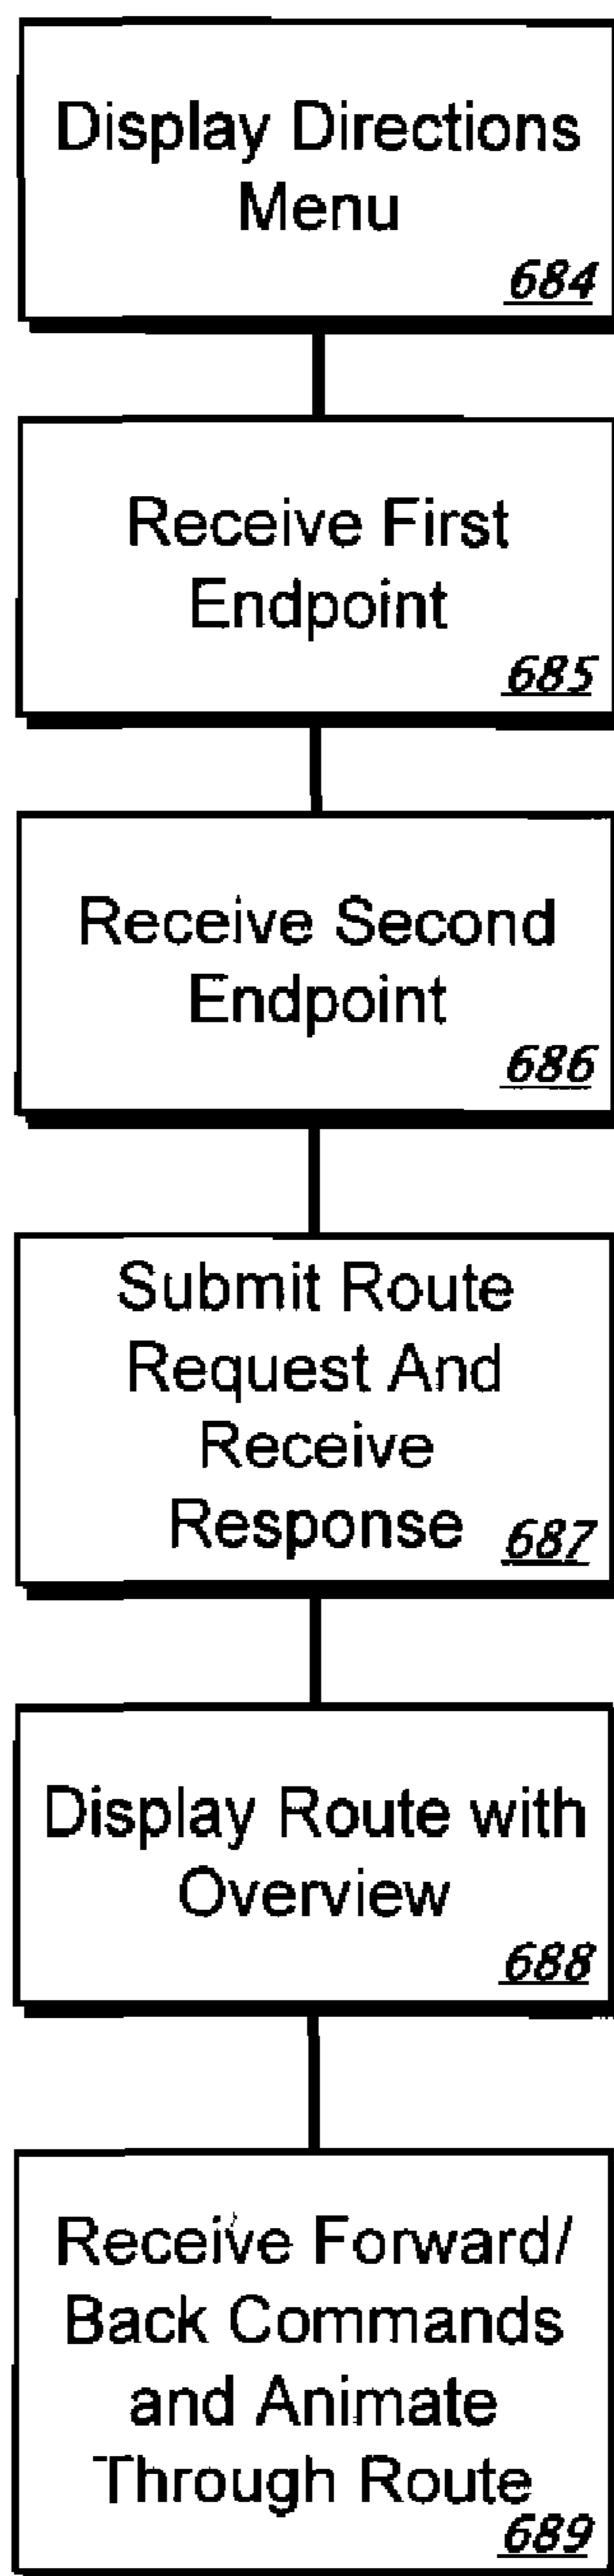 Display Directions
Menu
684
Receive First
Endpoint
685
Receive Second
Endpoint
686
Submit Route
Request And
Receive
Response 687
Display Route with
Overview
688
Receive Forward/
Back Commands
and Animate
Through Route
689